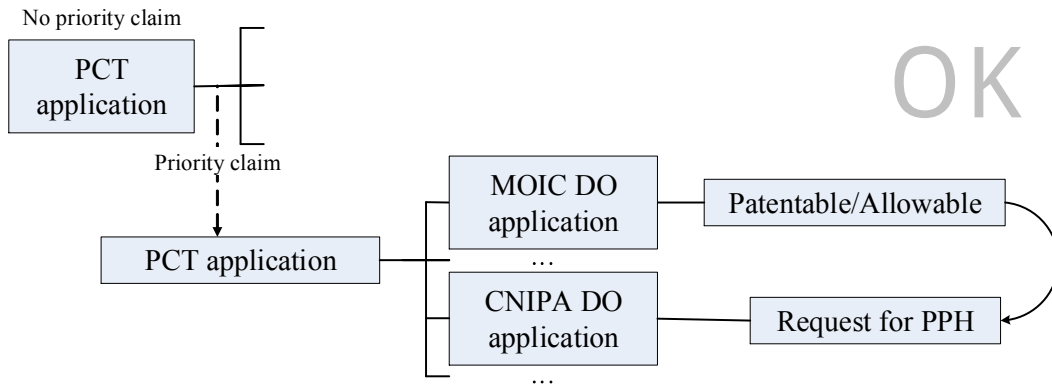 No priority claim
PCT
application
OK
Priority claim
MOIC DO
application
Patentable/Allowable
PCT application
...
CNIPA DO
application
Request for PPH
...